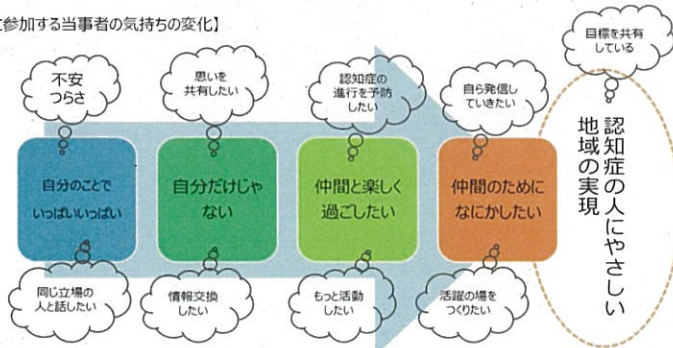 に参加する当事者の気持ちの変化】
不安
つらさ
思いを
共有したい
認知症の
進行を予防
したい
自ら発信し
ていきたい
目標を共有
している
自分のことで
いっぱいいっぱい
自分だけじゃ
ない
仲間と楽しく
過ごしたい
仲間のために
なにかしたい
認知症の人にやさしい
地域の実現
同じ立場の
人と話したい
情報交換
したい
もっと活動
したい
活躍の場を
つくりたい